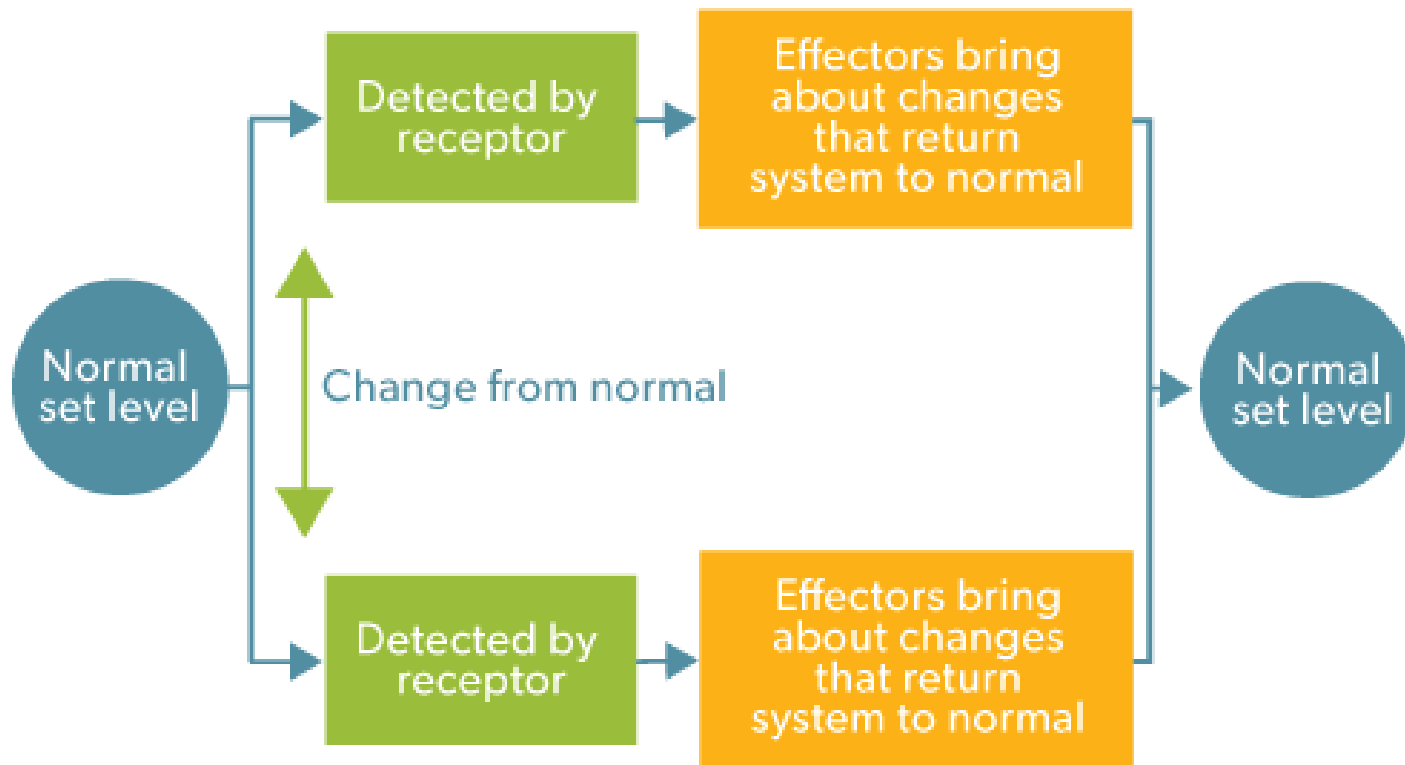 Detected by
receptor
Effectors bring
about changes
that return
system to normal
Normal
set level
Change from normal
Normal
set level
Detected by
receptor
Effectors bring
about changes
that return
system to normal